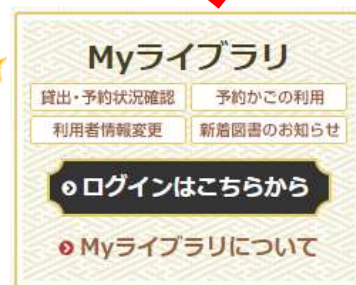 Myライブラリ
貸出・予約状況確認 予約かごの利用
利用者情報変更 新着図書のお知らせ
ログインはこちらから
Myライブラリについて